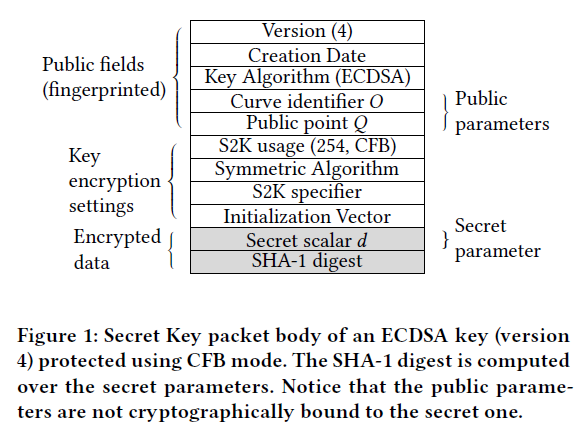 Version (4)
Creation Date
Key Algorithm (ECDSA)
Curve identifier O
Public point Q
S2K usage (254, CFB)
Symmetric Algorithm
S2K specifier
Initialization Vector
Secret scalar d
SHA-1 digest
Public fields
(fingerprinted)
Key
encryption
settings
Encrypted
data
Public
parameters
Secret
parameter
Figure 1: Secret Key packet body of an ECDSA key (version
4) protected using CFB mode. The SHA-1 digest is computed
over the secret parameters. Notice that the public parame-
ters are not cryptographically bound to the secret one.